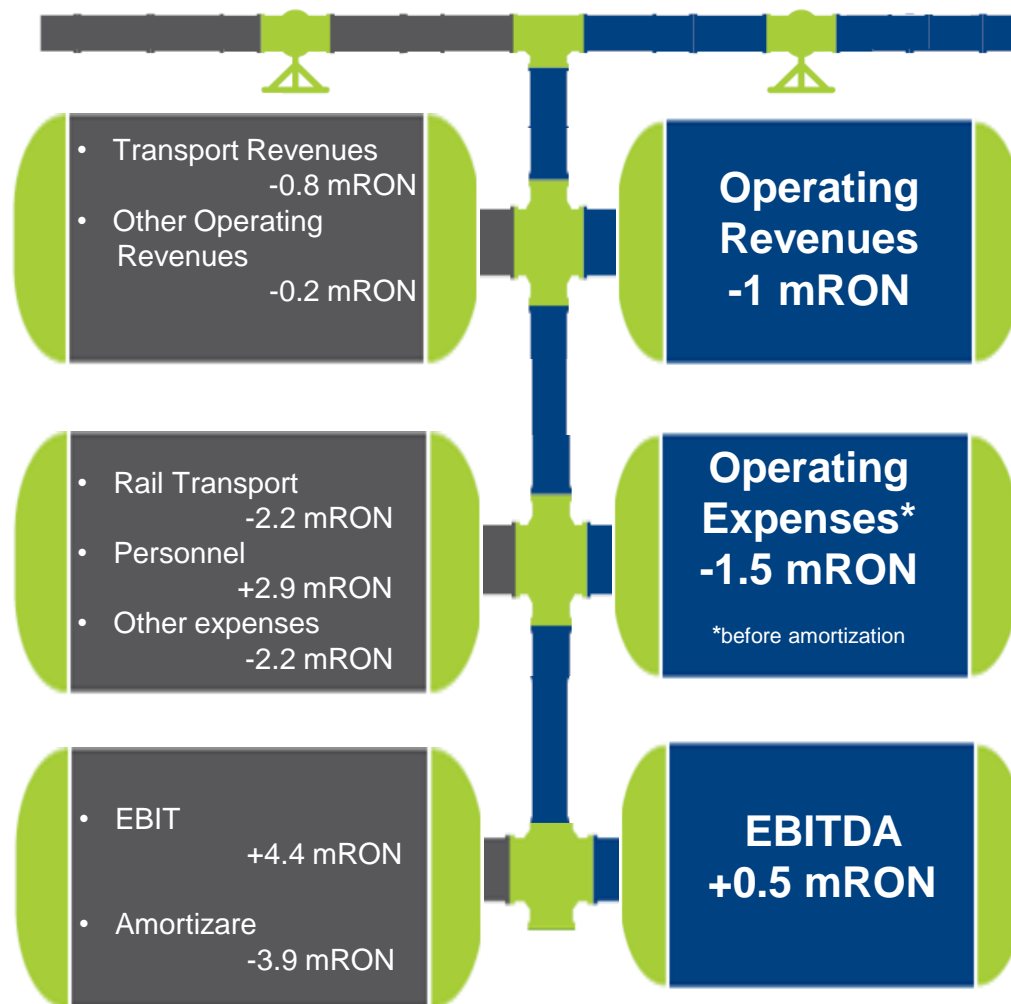 • Transport Revenues
-0.8 mRON
• Other Operating
Revenues
-0.2 mRON
Operating
Revenues
-1 mRON
• Rail Transport
-2.2 mRON
• Personnel
+2.9 mRON
• Other expenses
-2.2 mRON
Operating
Expenses*
-1.5 mRON
*before amortization
• EBIT
+4.4 mRON
• Amortizare
-3.9 mRON
EBITDA
+0.5 mRON